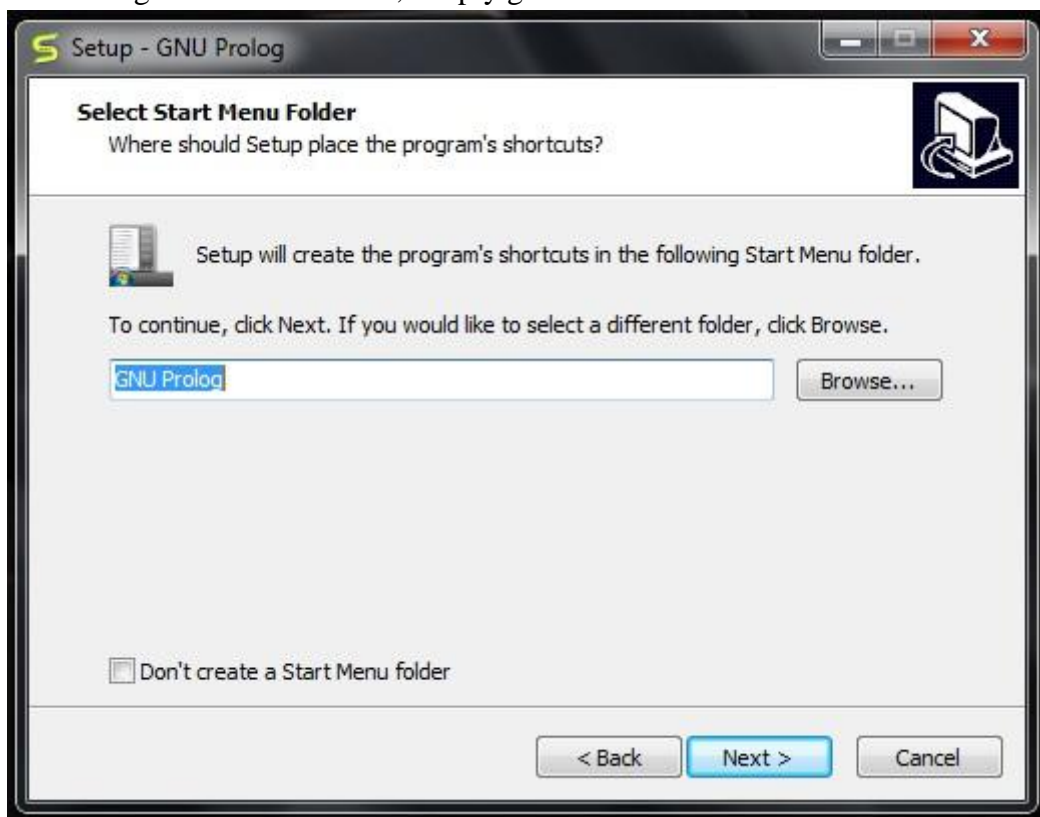 Setup - GNU Prolog
Select Start Menu Folder
Where should Setup place the program's shortcuts?
Setup will create the program's shortcuts in the following Start Menu folder.
To continue, click Next. If you would like to select a different folder, click Browse.
GNU Prolog
Browse...
Don't create a Start Menu folder
< Back
Next >
Cancel